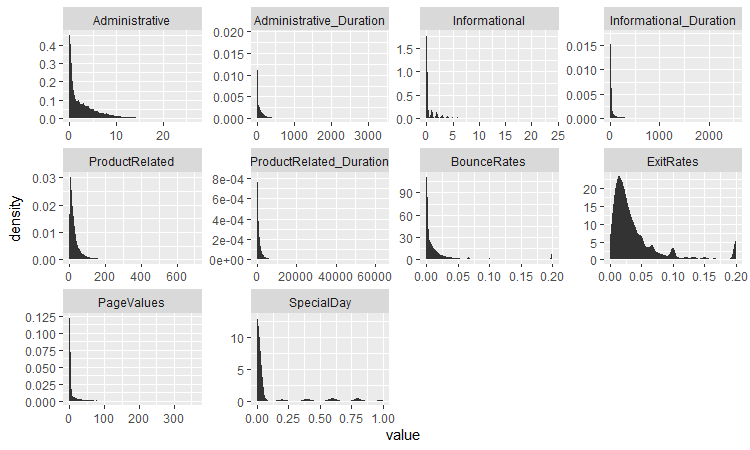 Administrative Administrative_Duration Informational Informational_Duration
0.4 0.020 1.5 0.015
0.3 0.015 1.0 0.010
0.2 0.010 0.5 0.005
0.1 0.005 0.0 0.000
0.0 0.000
0 10 20 0 1000 2000 3000 0 5 10 15 20 25 0 1000 2000
ProductRelated ProductRelated_Duration BounceRates ExitRates
0.03 8e-04 90 20
0.02 6e-04 60 15
0.01 4e-04 30 10
0.00 2e-04 0 5
0e+00 0
0 200 400 600 0 20000 40000 60000 0.00 0.05 0.10 0.15 0.20 0.00 0.05 0.10 0.15 0.20
PageValues SpecialDay
0.125 10
0.100 5
0.075 0
0.050
0.025
0.000
0 100 200 300 0.00 0.25 0.50 0.75 1.00
density
value